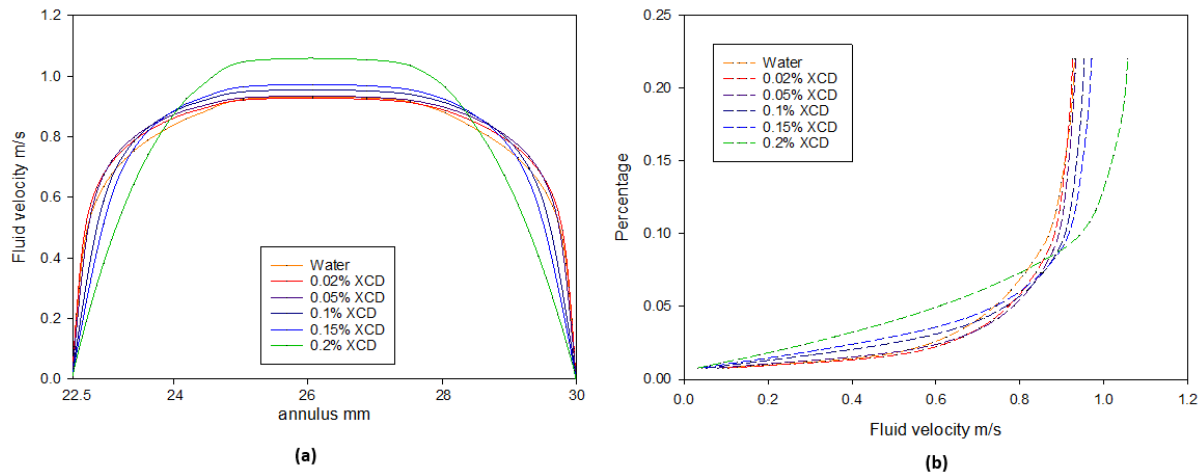 Fluid velocity m/s
1.2
1.0
0.8
0.6
0.4
0.2
0.0
22.5
24
26
28
30
annulus mm
Water
0.02% XCD
0.05% XCD
0.1% XCD
0.15% XCD
0.2% XCD
(a)
Percentage
0.25
0.20
0.15
0.10
0.05
0.00
0.0
0.2
0.4
0.6
0.8
1.0
1.2
Fluid velocity m/s
Water
0.02% XCD
0.05% XCD
0.1% XCD
0.15% XCD
0.2% XCD
(b)